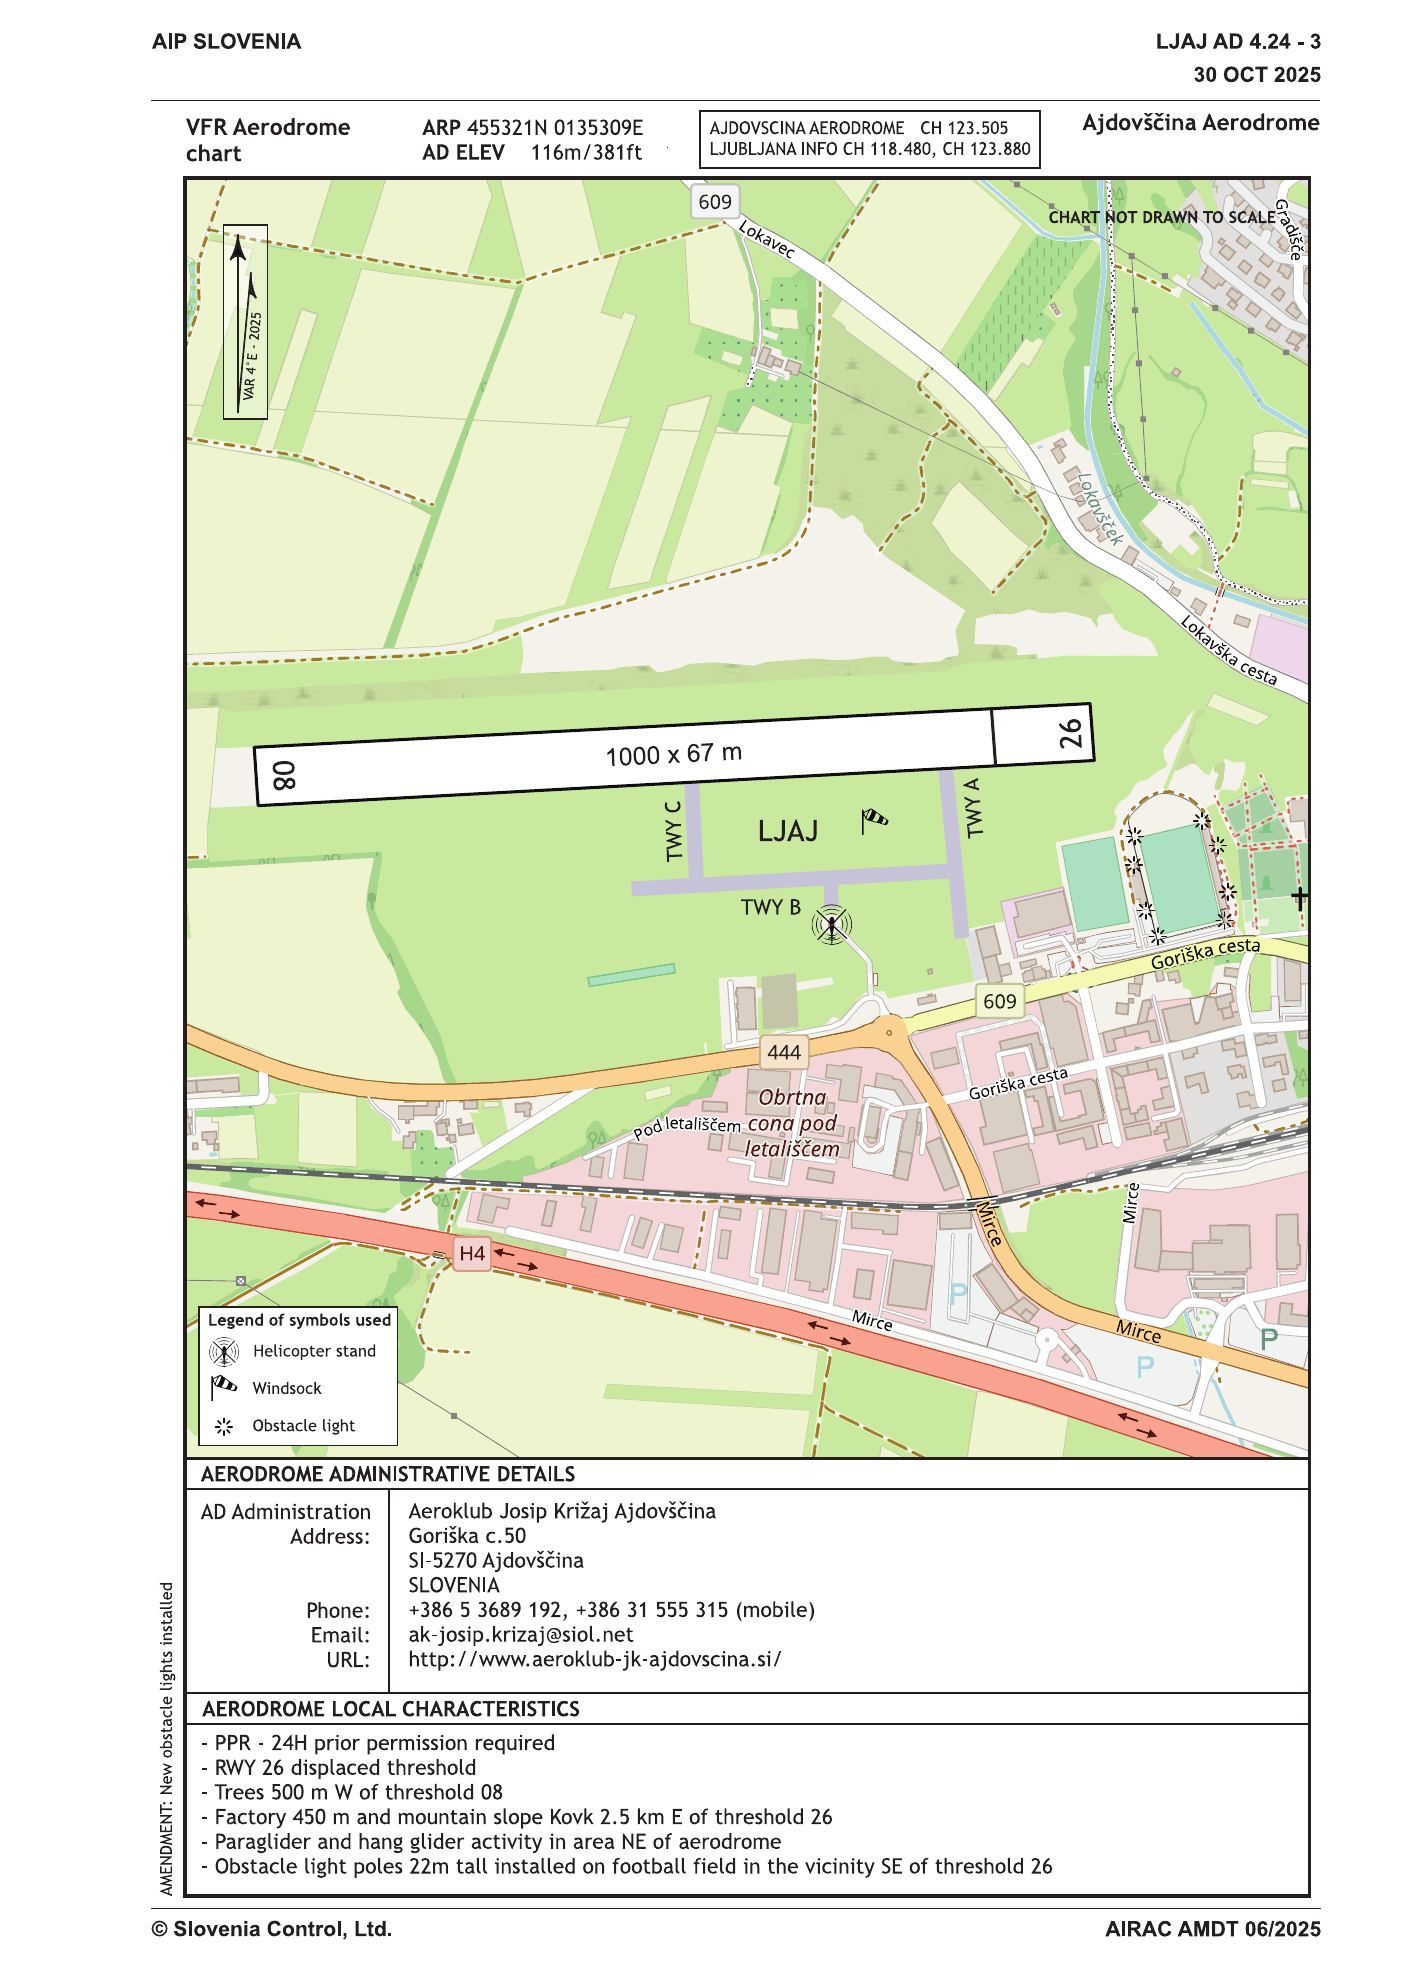 AIP SLOVENIA
LJAJ AD 4.24 - 3
30 OCT 2025
VFR Aerodrome
chart
ARP 455321N 0135309E
AD ELEV 116m/381ft
AJDOVSCINA AERODROME CH 123.505
LJUBLJANA INFO CH 118.480, CH 123.880
Ajdovščina Aerodrome
609
Lokavec
CHART NOT DRAWN TO SCALE
Gradišče
VAR 4°E - 2025
Lokavšček
Lokavška cesta
08
1000 x 67 m
26
TWY C
LJAJ
TWY A
TWY B
Goriška cesta
609
444
Goriška cesta
Obrtna
cona pod
letališčem
Pod letališčem
Mirce
Mirce
H4
P
Mirce
Mirce
P
P
Legend of symbols used
Helicopter stand
Windsock
Obstacle light
AERODROME ADMINISTRATIVE DETAILS
AD Administration
Address:
Aeroklub Josip Križaj Ajdovščina
Goriška c.50
SI-5270 Ajdovščina
SLOVENIA
Phone: +386 5 3689 192, +386 31 555 315 (mobile)
Email: ak-josip.krizaj@siol.net
URL: http://www.aeroklub-jk-ajdovscina.si/
AERODROME LOCAL CHARACTERISTICS
- PPR - 24H prior permission required
- RWY 26 displaced threshold
- Trees 500 m W of threshold 08
- Factory 450 m and mountain slope Kovk 2.5 km E of threshold 26
- Paraglider and hang glider activity in area NE of aerodrome
- Obstacle light poles 22m tall installed on football field in the vicinity SE of threshold 26
AMENDMENT: New obstacle lights installed
© Slovenia Control, Ltd.
AIRAC AMDT 06/2025